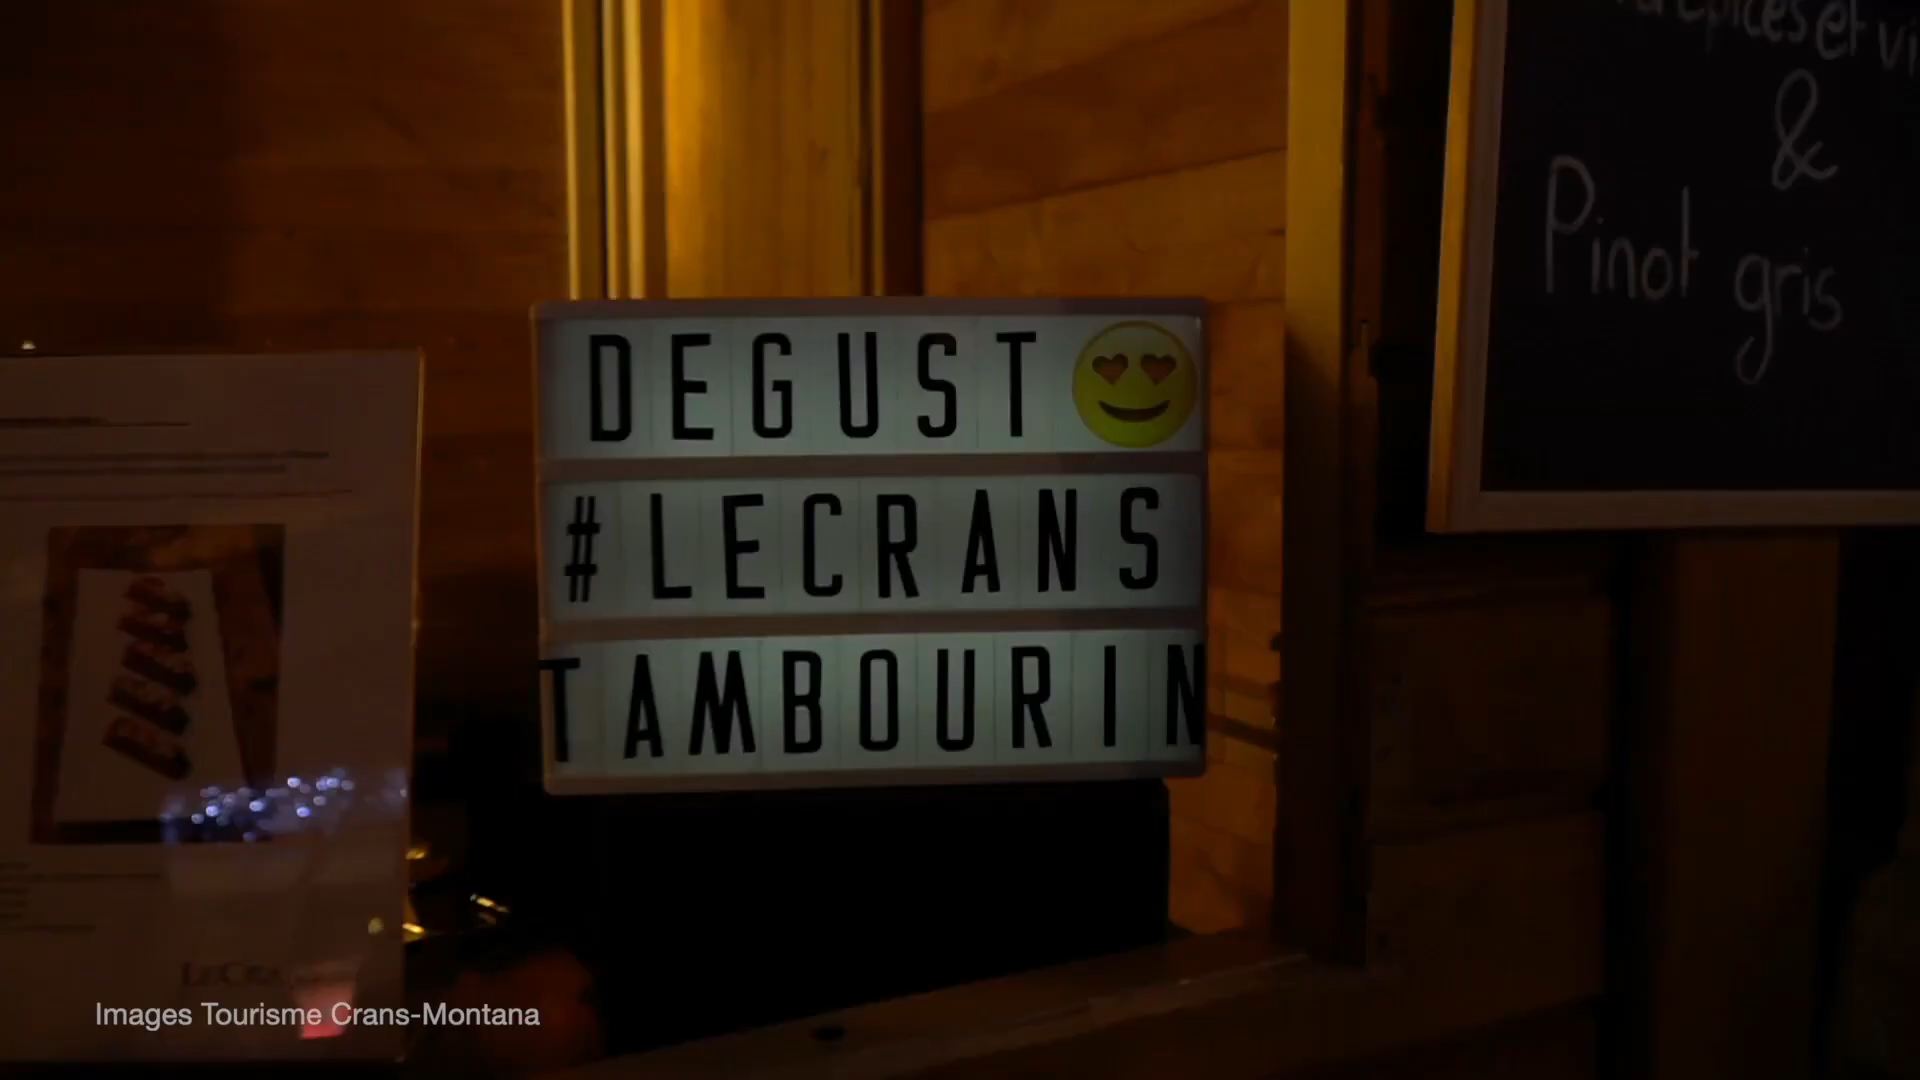 DEGUST
#LECRANS
TAMBOURIN
&
Pinot gris
Images Tourisme Crans-Montana